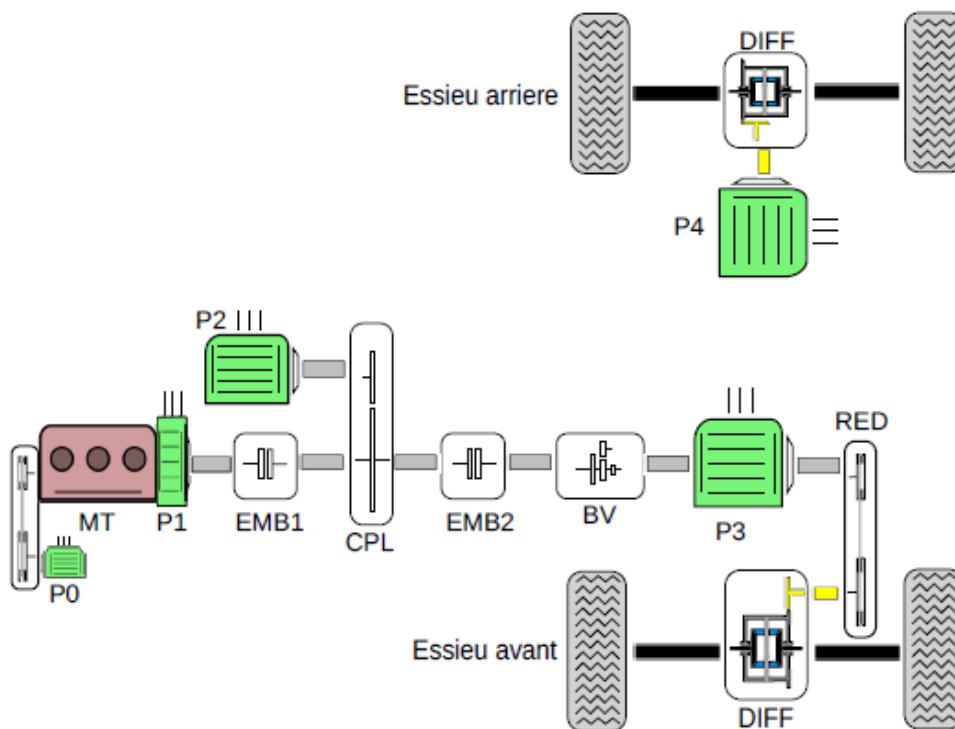 DIFF
Essieu arriere
P4
P2
RED
MT
P1
EMB1
CPL
EMB2
BV
P3
P0
Essieu avant
DIFF